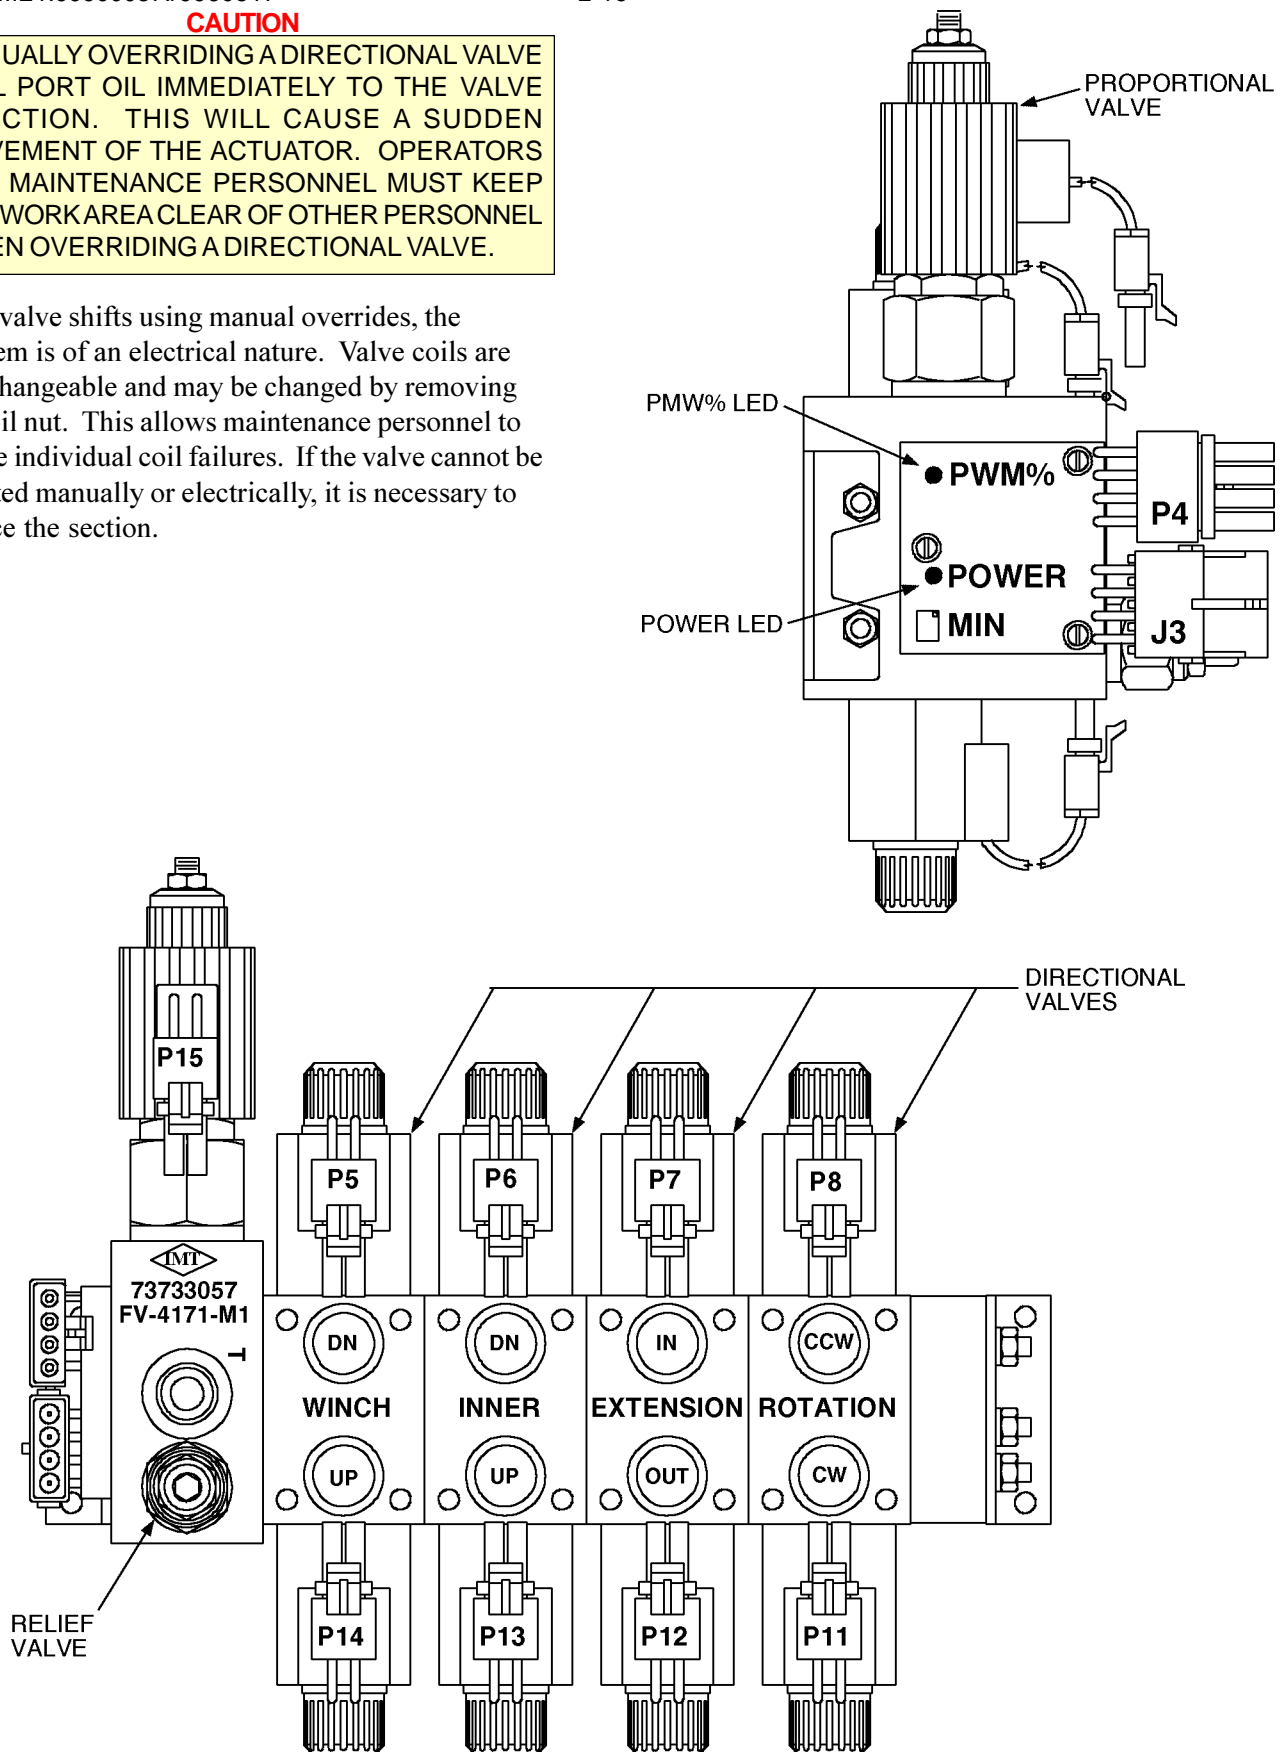 CAUTION
UALLY OVERRIDING A DIRECTIONAL VALVE
PORT OIL IMMEDIATELY TO THE VALVE
CTION. THIS WILL CAUSE A SUDDEN
VEMENT OF THE ACTUATOR. OPERATORS
MAINTENANCE PERSONNEL MUST KEEP
WORK AREA CLEAR OF OTHER PERSONNEL
EN OVERRIDING A DIRECTIONAL VALVE.
valve shifts using manual overrides, the
em is of an electrical nature. Valve coils are
changeable and may be changed by removing
il nut. This allows maintenance personnel to
e individual coil failures. If the valve cannot be
ted manually or electrically, it is necessary to
ce the section.
PROPORTIONAL
VALVE
PMW% LED
PWM%
P4
POWER
POWER LED
MIN
J3
DIRECTIONAL
VALVES
P15
P5
P6
P7
P8
IMT
73733057
FV-4171-M1
T
DN
DN
IN
CCW
WINCH
INNER
EXTENSION
ROTATION
UP
UP
OUT
CW
RELIEF
VALVE
P14
P13
P12
P11